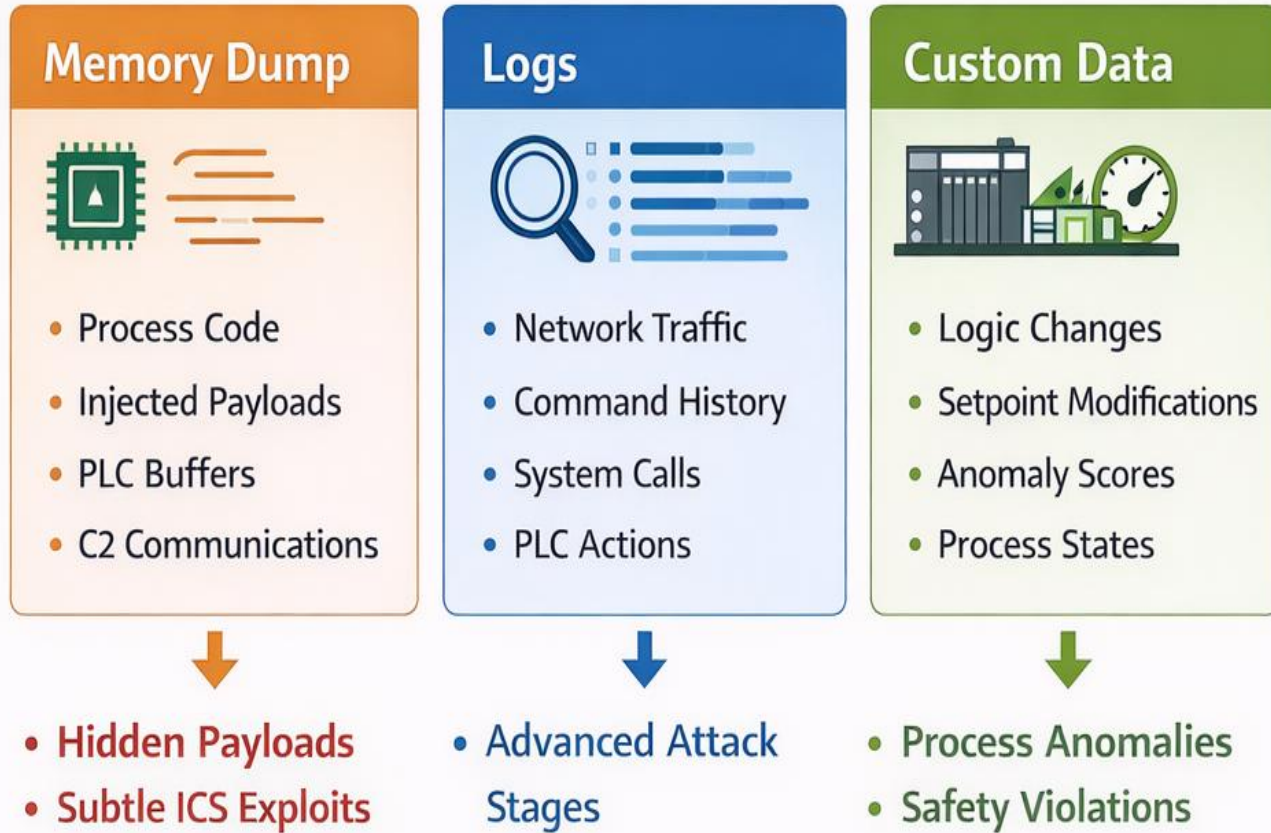 Memory Dump
• Process Code
• Injected Payloads
• PLC Buffers
• C2 Communications
• Hidden Payloads
• Subtle ICS Exploits
Logs
• Network Traffic
• Command History
• System Calls
• PLC Actions
• Advanced Attack
Stages
Custom Data
• Logic Changes
• Setpoint Modifications
• Anomaly Scores
• Process States
• Process Anomalies
• Safety Violations